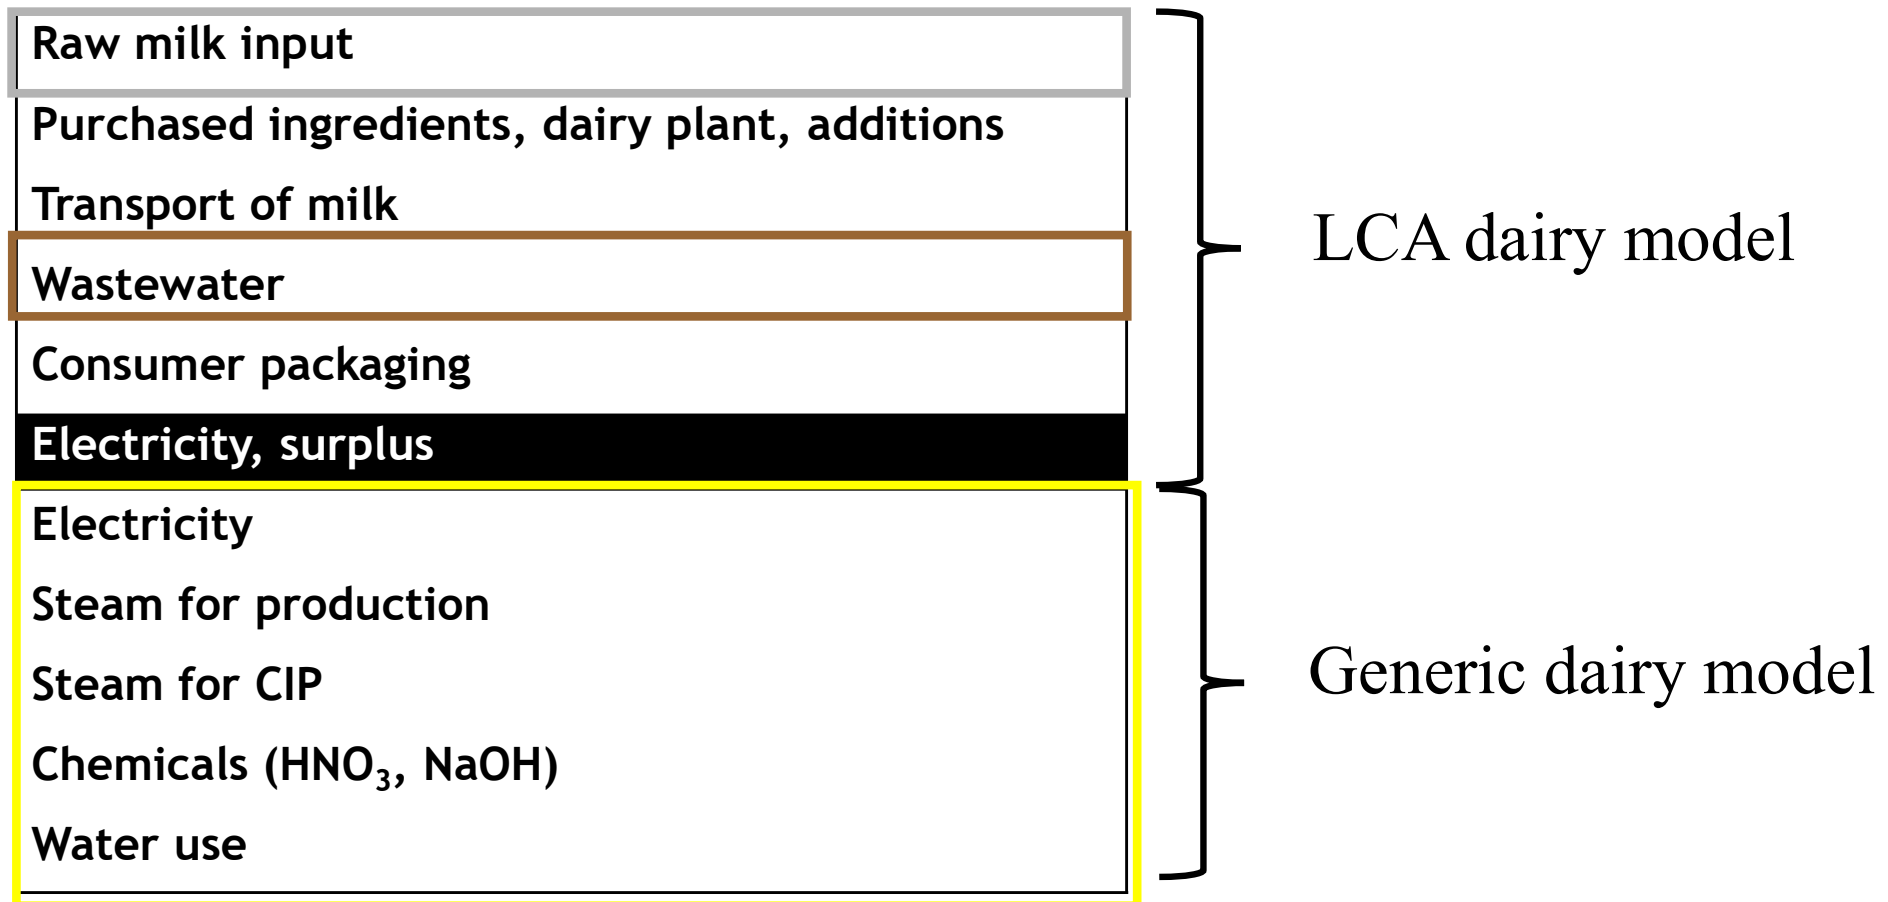 Raw milk input
Purchased ingredients, dairy plant, additions
Transport of milk
Wastewater
Consumer packaging
Electricity, surplus
LCA dairy model
Electricity
Steam for production
Steam for CIP
Chemicals (HNO₃, NaOH)
Water use
Generic dairy model